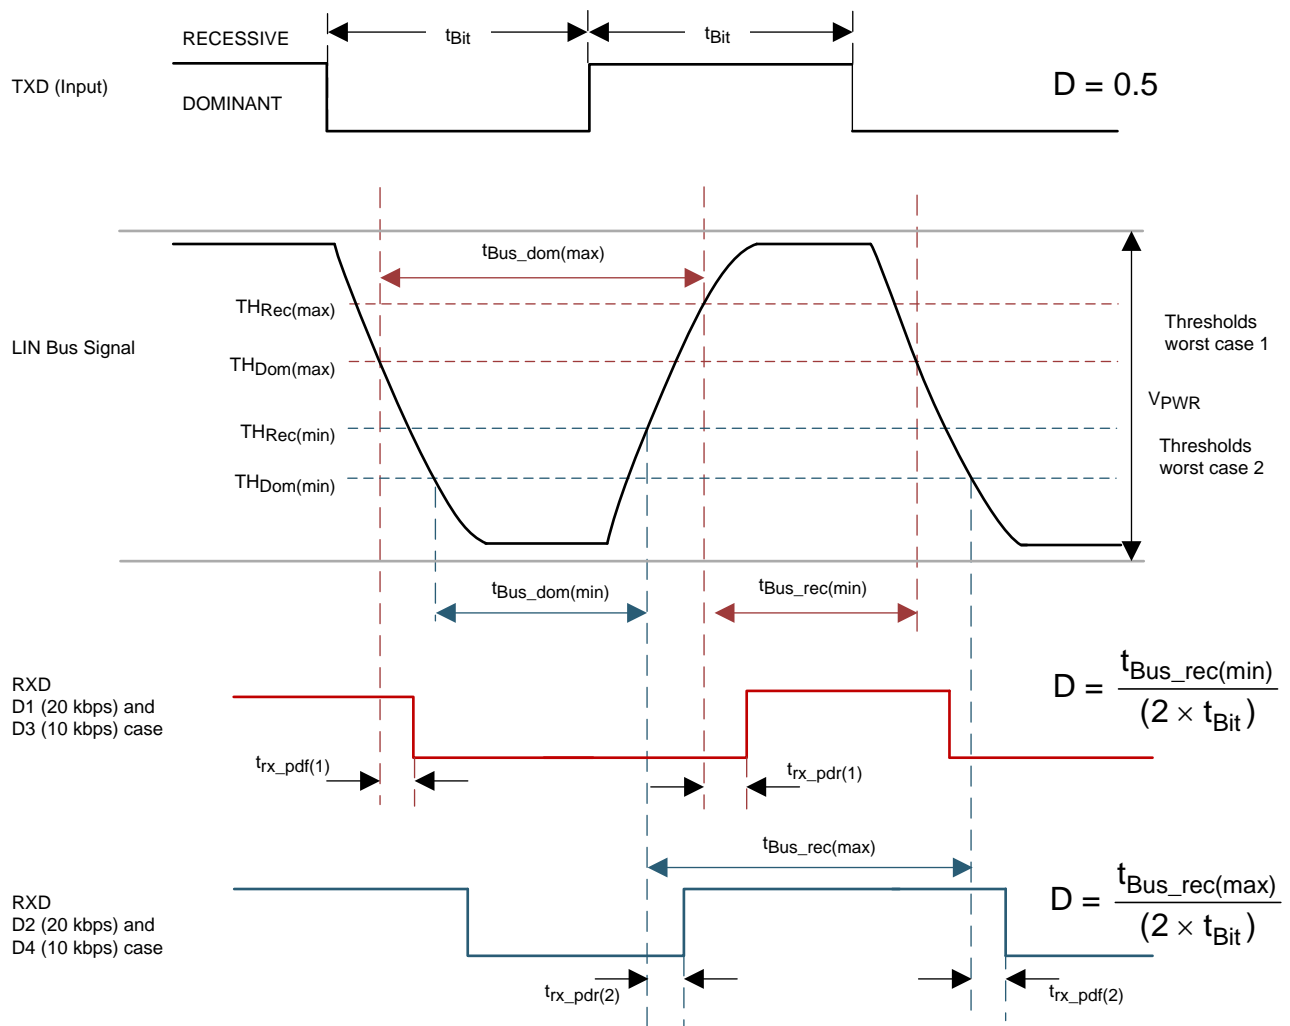 RECESSIVE
tBit
tBit
TXD (Input)
DOMINANT
D = 0.5
tBus_dom(max)
THRec(max)
Thresholds
worst case 1
LIN Bus Signal
THDom(max)
VPWR
THRec(min)
Thresholds
worst case 2
THDom(min)
tBus_dom(min)
tBus_rec(min)
RXD
D1 (20 kbps) and
D3 (10 kbps) case
D = tBus_rec(min)
(2 × tBit)
trx_pdf(1)
trx_pdr(1)
tBus_rec(max)
RXD
D2 (20 kbps) and
D4 (10 kbps) case
D = tBus_rec(max)
(2 × tBit)
trx_pdr(2)
trx_pdf(2)